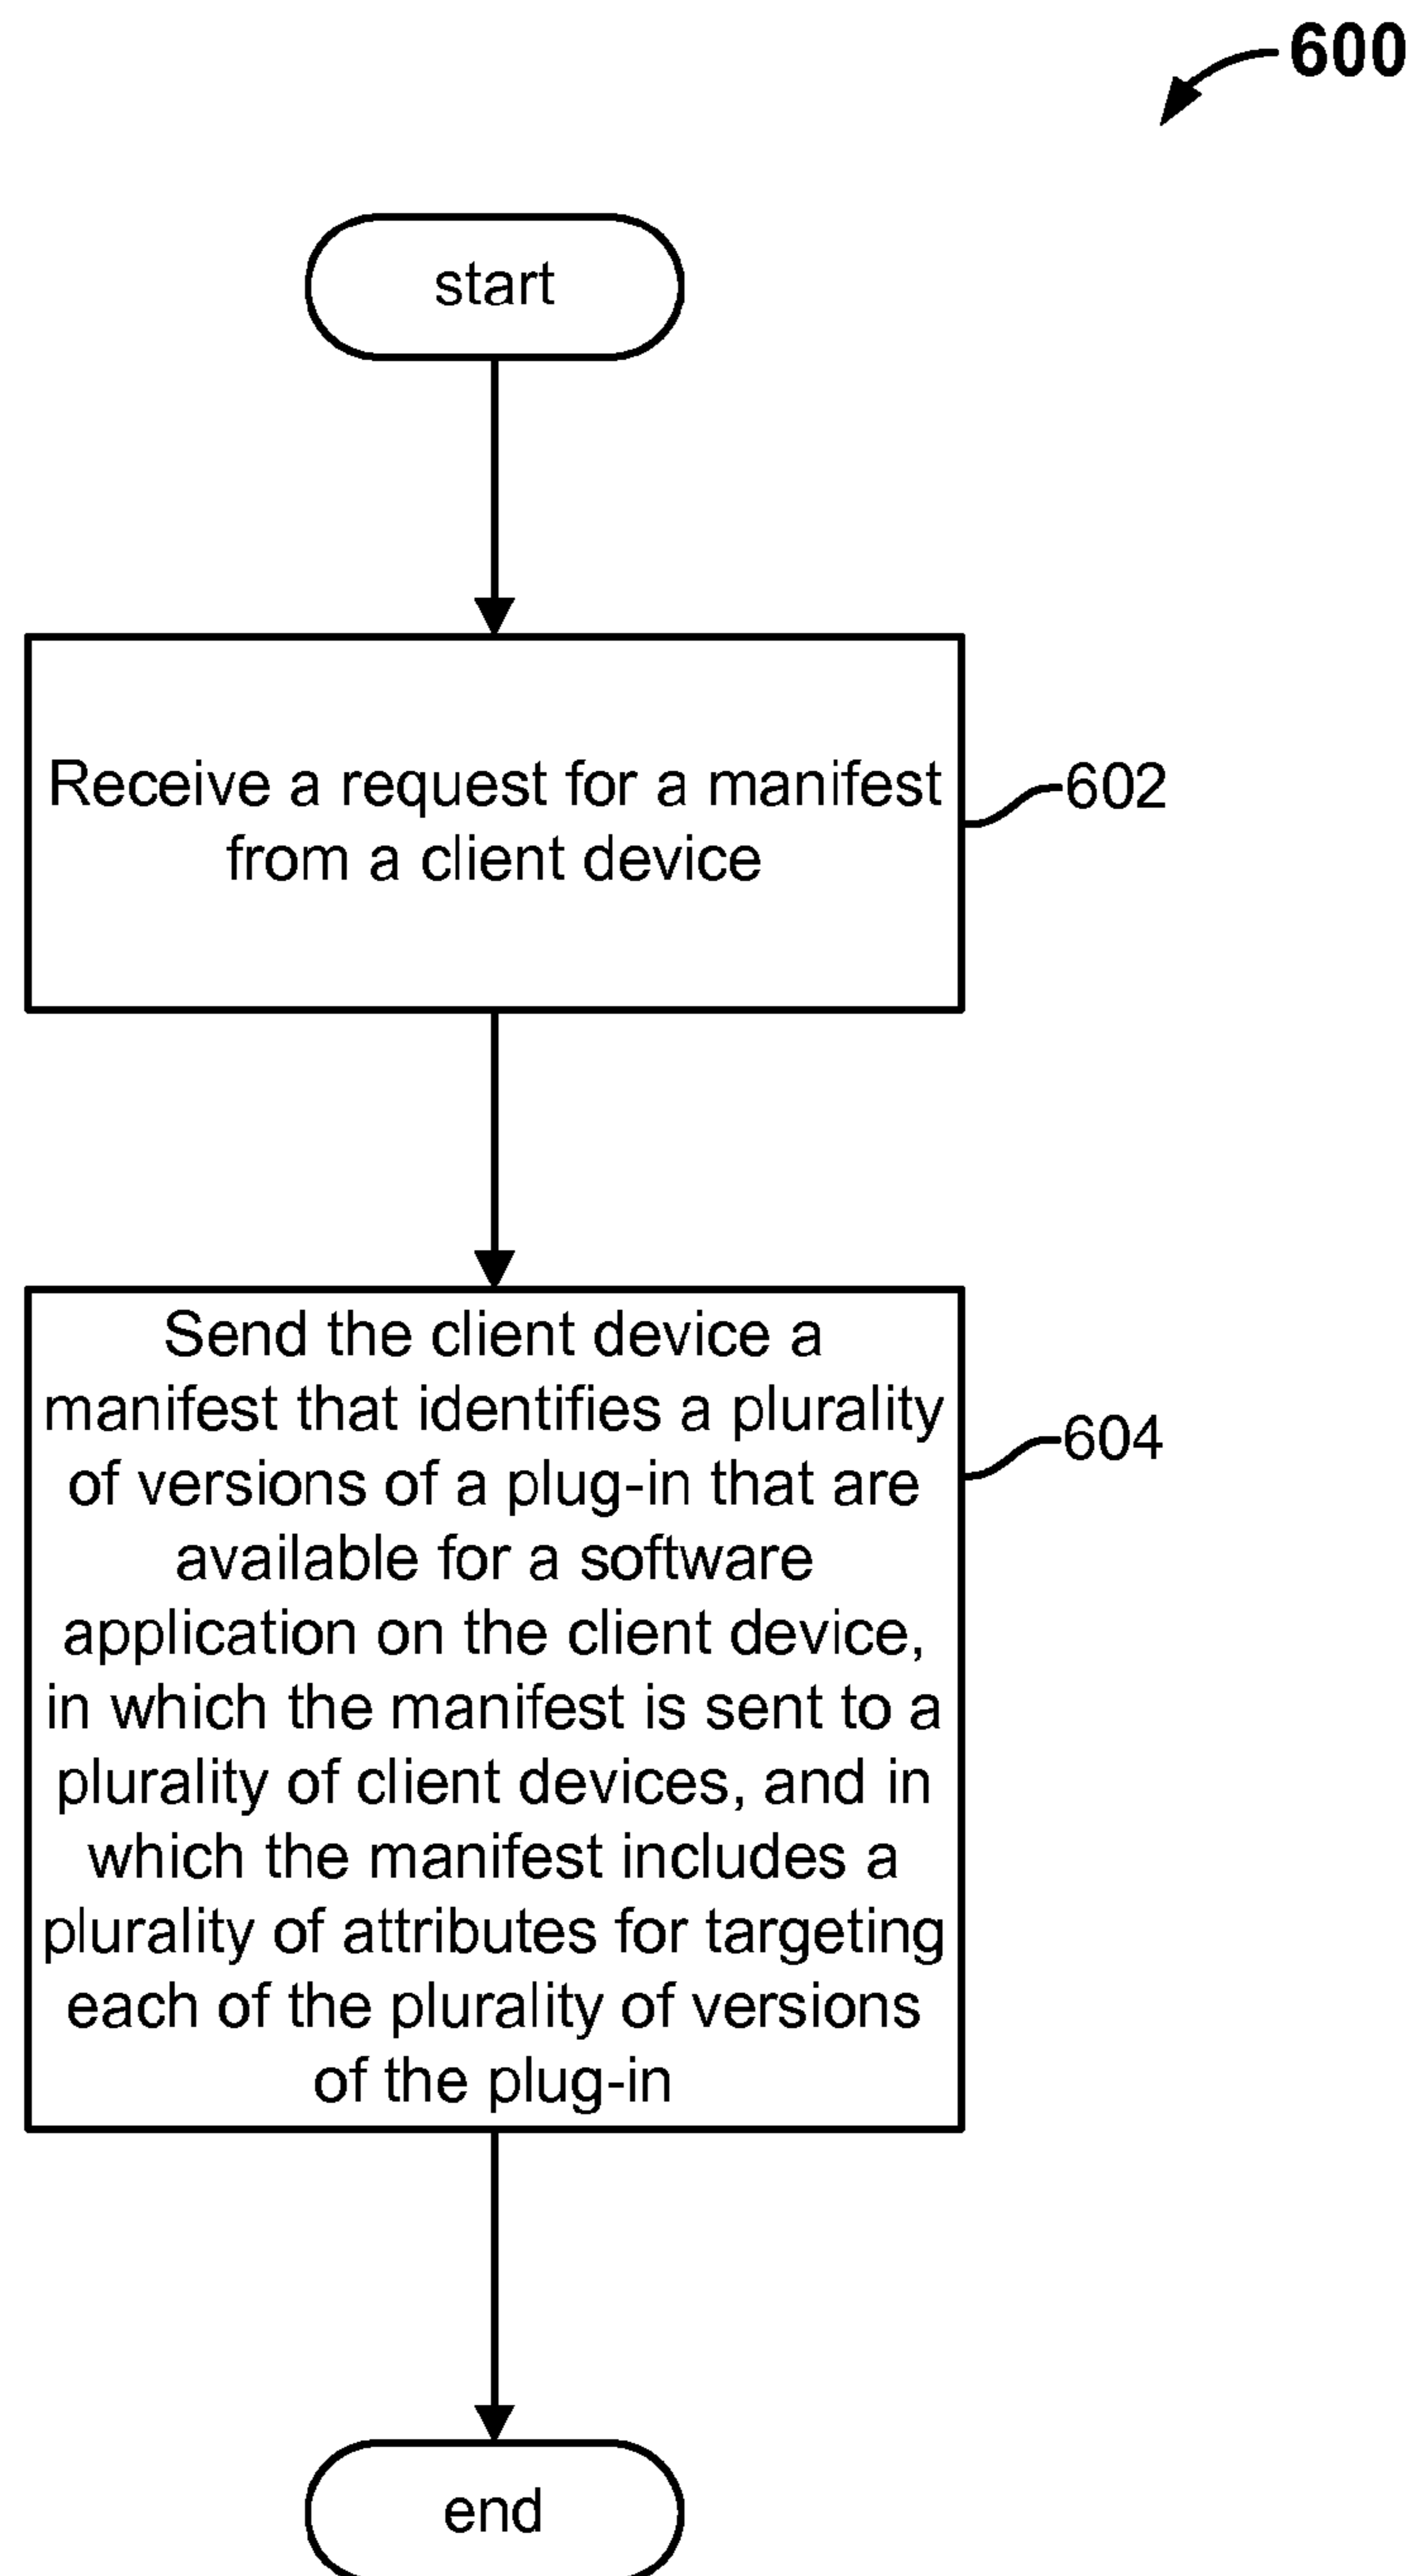 600
start
Receive a request for a manifest
from a client device
602
Send the client device a
manifest that identifies a plurality
of versions of a plug-in that are
available for a software
application on the client device,
in which the manifest is sent to a
plurality of client devices, and in
which the manifest includes a
plurality of attributes for targeting
each of the plurality of versions
of the plug-in
604
end